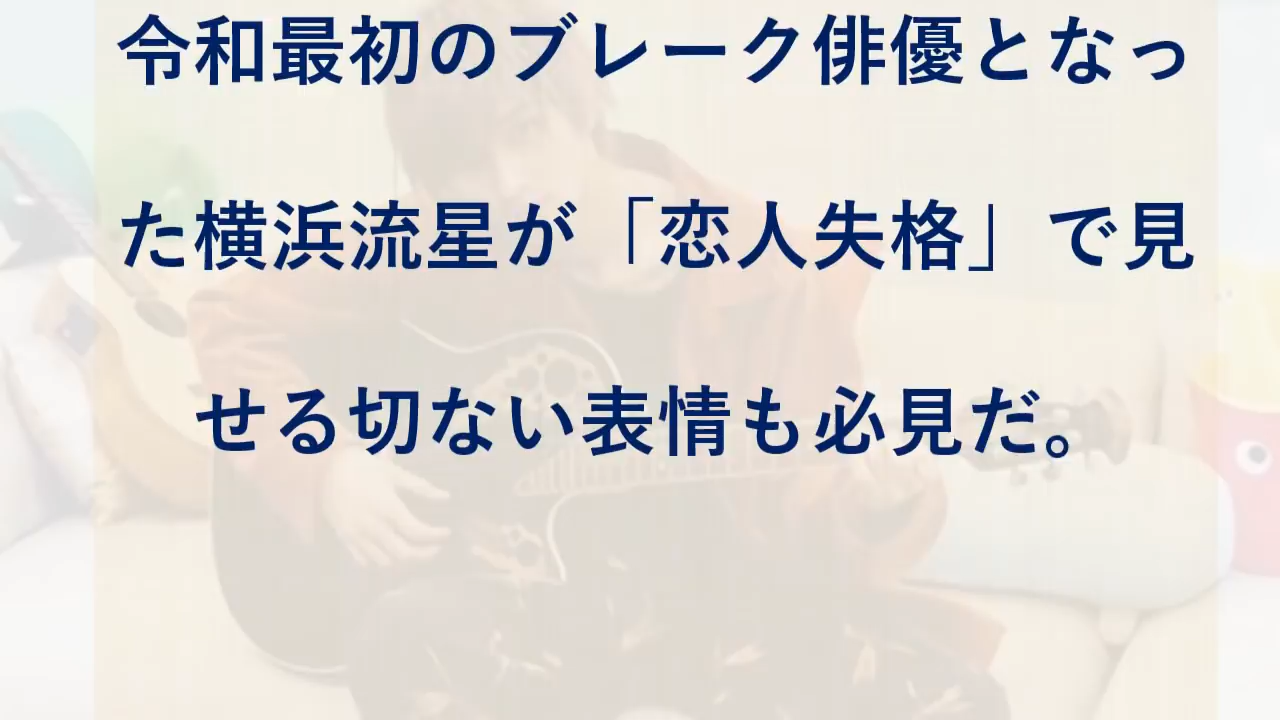 令和最初のブレーク俳優となっ
た横浜流星が「恋人失格」で見
せる切ない表情も必見だ。